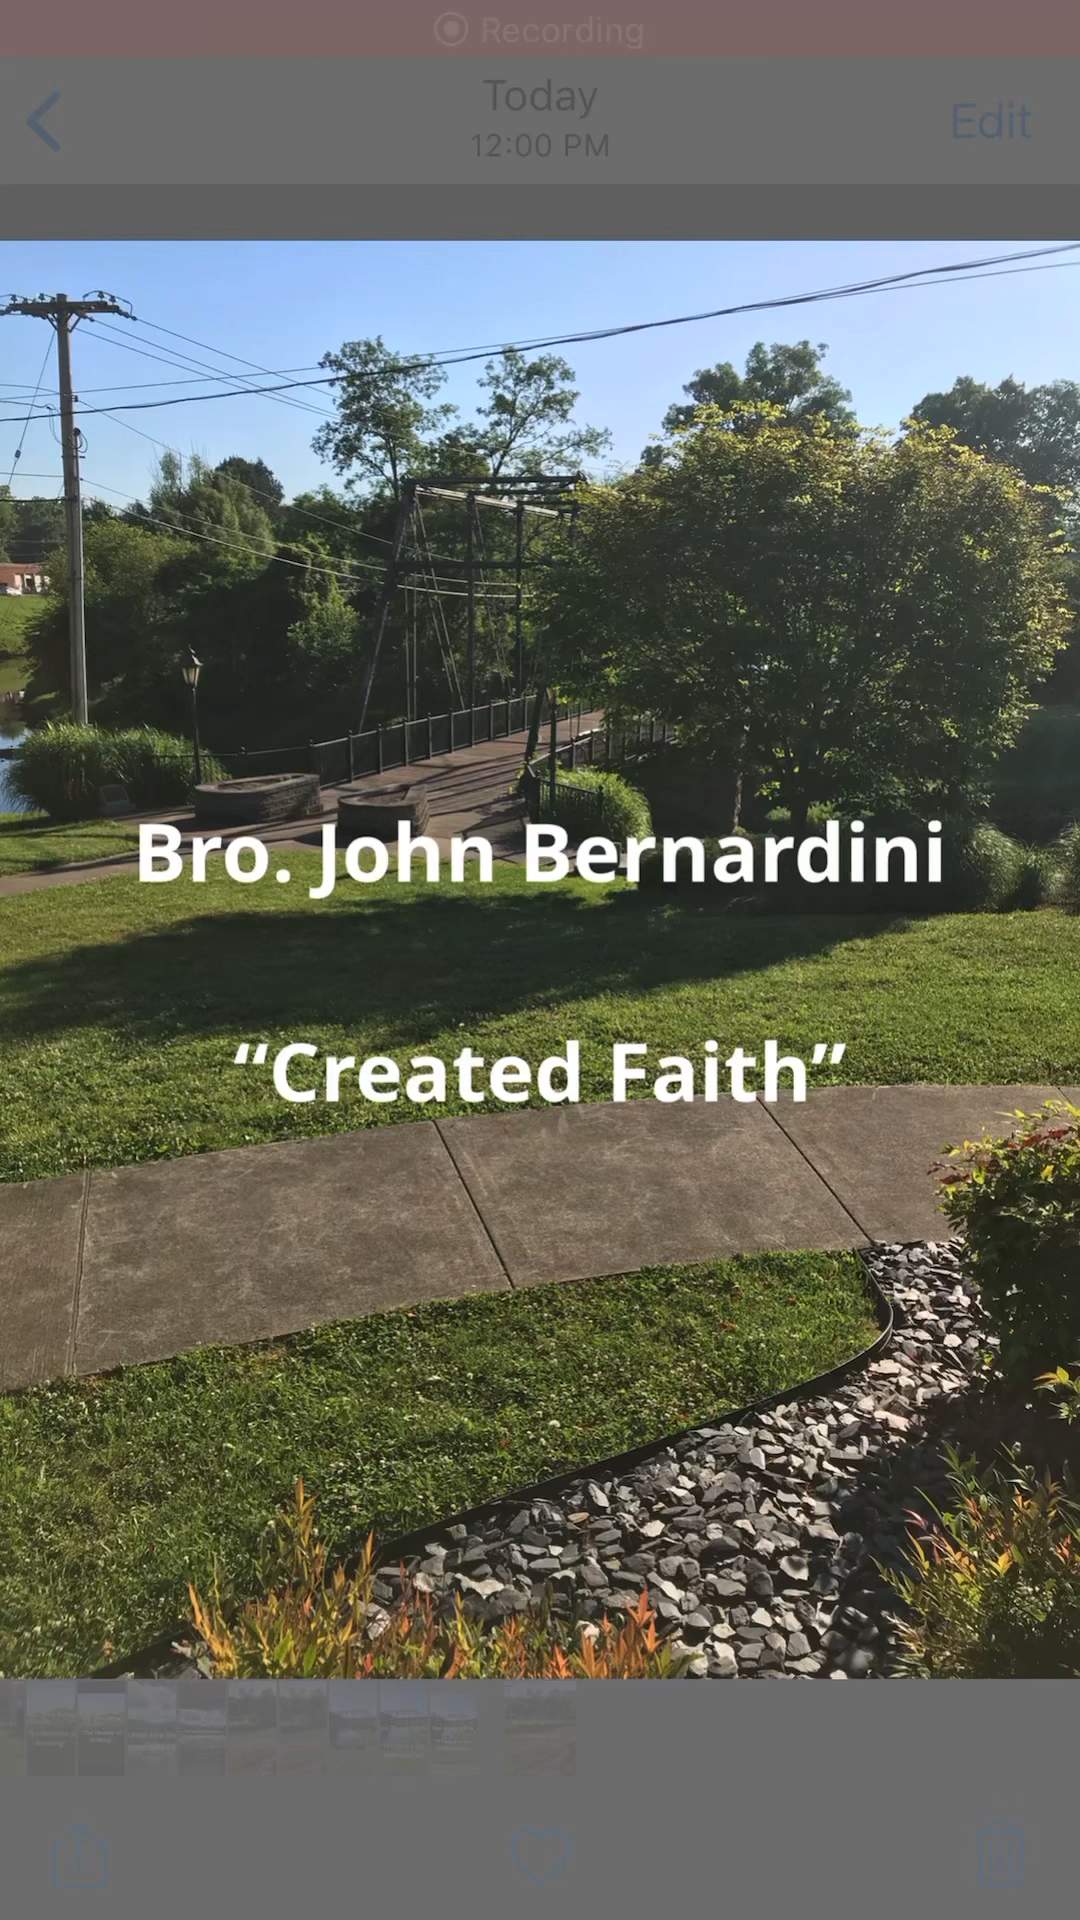 Recording
Today
12:00 PM
Edit
Bro. John Bernardini
“Created Faith”